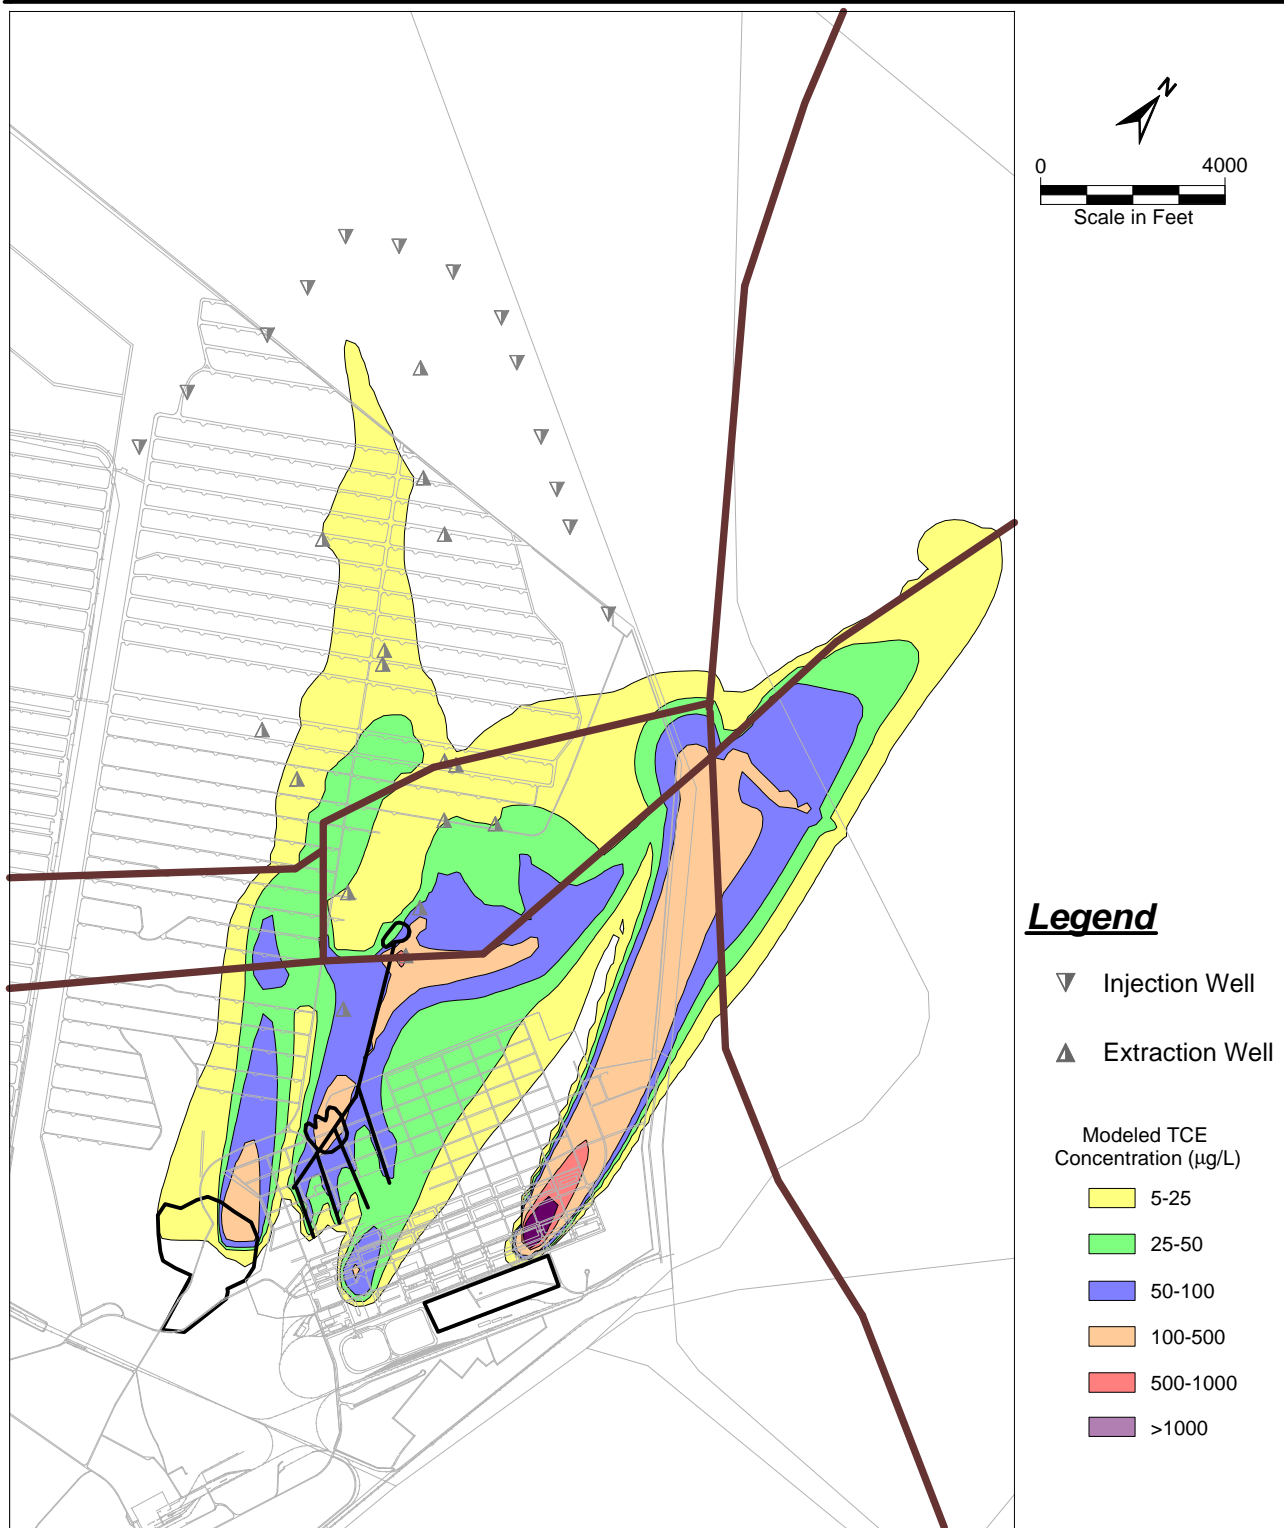 N
0 4000
Scale in Feet
Legend
Injection Well
Extraction Well
Modeled TCE
Concentration (µg/L)
5-25
25-50
50-100
100-500
500-1000
>1000